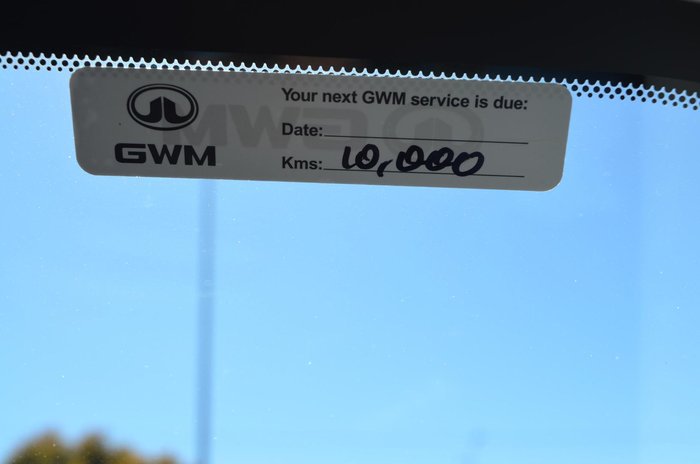 Your next GWM service is due:
Date:
GWM
Kms: 10,000